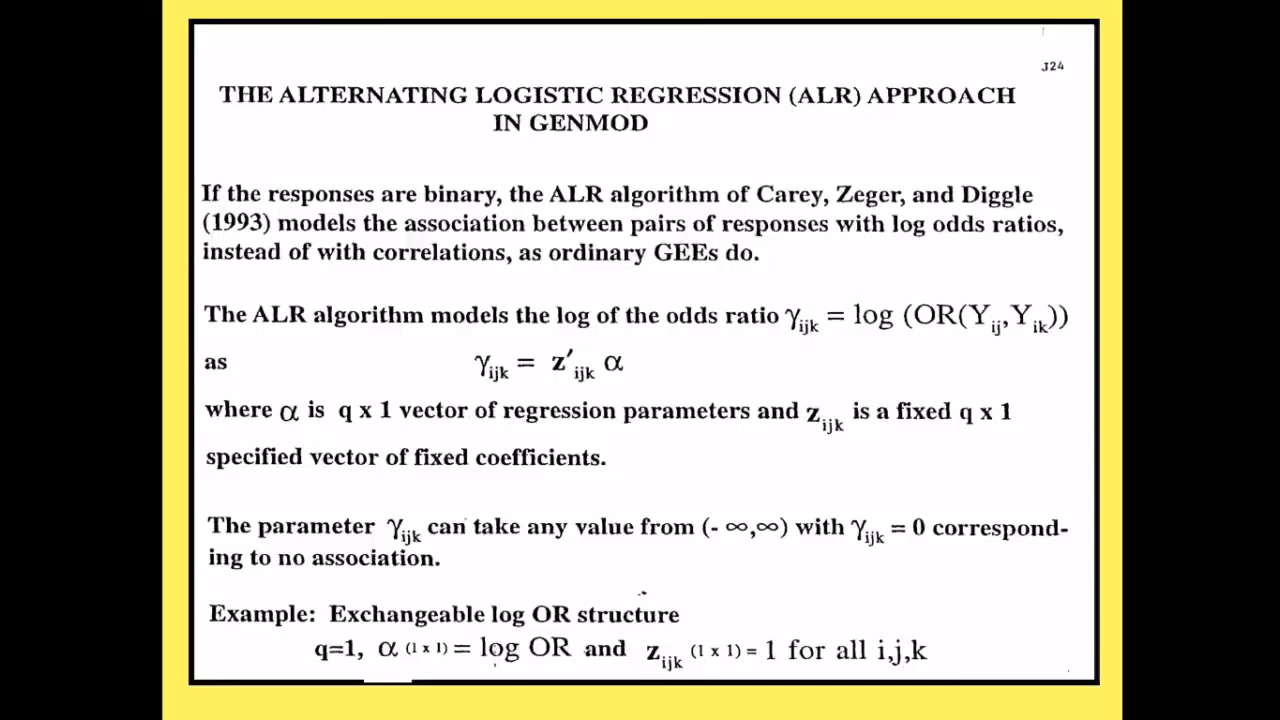 J24
THE ALTERNATING LOGISTIC REGRESSION (ALR) APPROACH
IN GENMOD
If the responses are binary, the ALR algorithm of Carey, Zeger, and Diggle
(1993) models the association between pairs of responses with log odds ratios,
instead of with correlations, as ordinary GEEs do.
The ALR algorithm models the log of the odds ratio γijk = log (OR(Yij,Yik))
as γijk = z′ijk α
where α is q x 1 vector of regression parameters and zijk is a fixed q x 1
specified vector of fixed coefficients.
The parameter γijk can take any value from (- ∞,∞) with γijk = 0 correspond-
ing to no association.
Example: Exchangeable log OR structure
q=1, α (1 x 1) = log OR and zijk (1 x 1) = 1 for all i,j,k